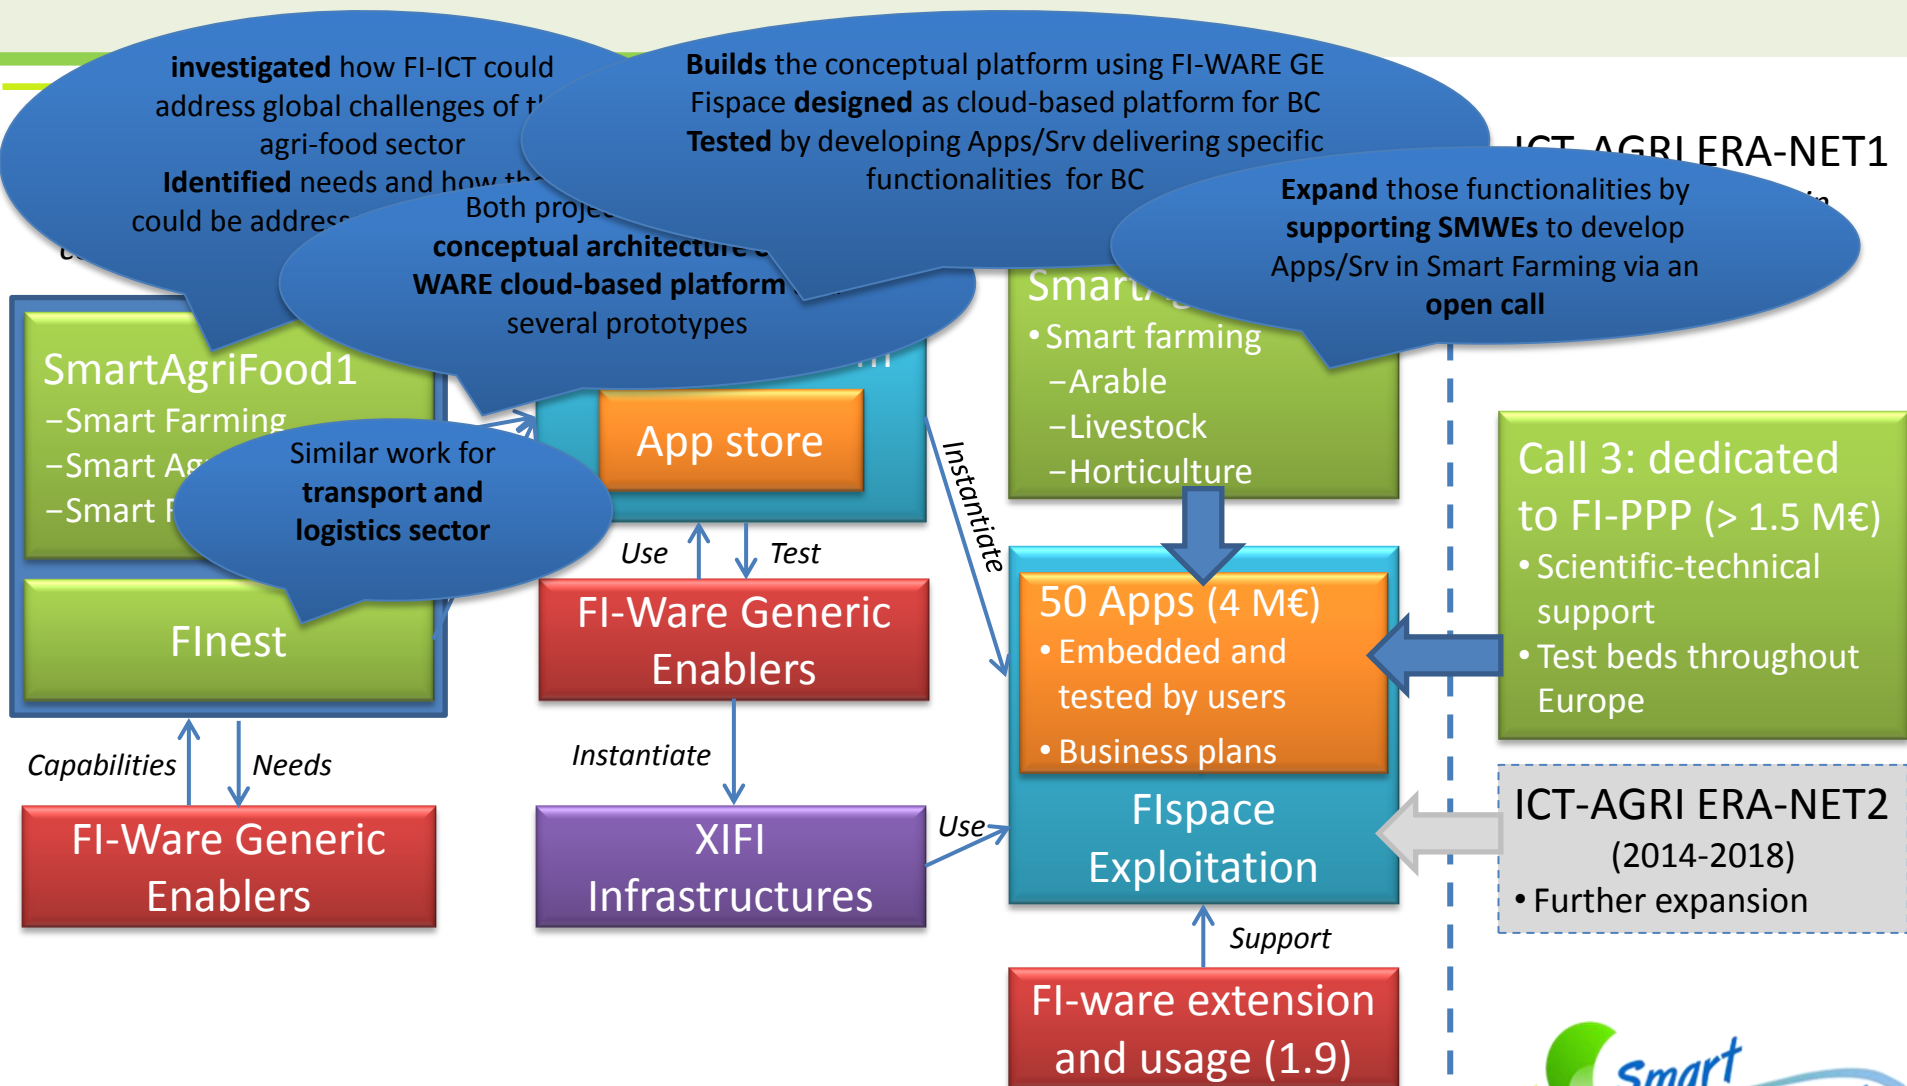 investigated how FI-ICT could
address global challenges of
agri-food sector
Identified needs and how
could be
Builds the conceptual platform using FI-WARE GE
Fispace designed as cloud-based platform for BC
Tested by developing Apps/Srv delivering specific
functionalities for BC
Both
conceptual architecture
WARE cloud-based platform
several prototypes
ICT-AGRI ERA-NET1
Expand those functionalities by
supporting SMWEs to develop
Apps/Srv in Smart Farming via an
open call
SmartAgriFood1
–Smart Farming
–Smart
–Smart
Similar work for
transport and
logistics sector
FInest
Capabilities
Needs
FI-Ware Generic
Enablers
App store
Use
Test
FI-Ware Generic
Enablers
Instantiate
XIFI
Infrastructures
Instantiate
Use
• Smart farming
–Arable
–Livestock
–Horticulture
50 Apps (4 M€)
• Embedded and
tested by users
• Business plans
FIspace
Exploitation
Support
FI-ware extension
and usage (1.9)
Call 3: dedicated
to FI-PPP (> 1.5 M€)
• Scientific-technical
support
• Test beds throughout
Europe
ICT-AGRI ERA-NET2
(2014-2018)
• Further expansion
Smart